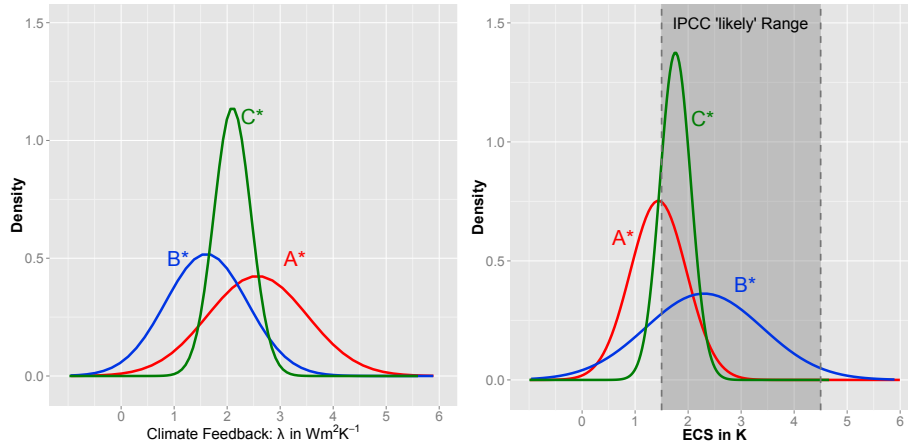 1.5
1.0
0.5
0.0
Density
C*
B*
A*
0 1 2 3 4 5 6
Climate Feedback: λ in Wm²K⁻¹
IPCC 'likely' Range
1.5
1.0
0.5
0.0
Density
C*
A*
B*
0 1 2 3 4 5 6
ECS in K